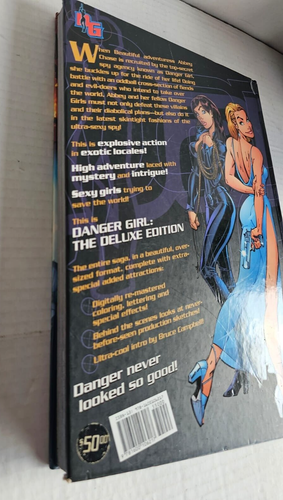 DG
When Beautiful adventuress Abbey
Chase is recruited by the top-secret
spy agency known as Danger Girl,
she buckles up for the ride of her life! Doing
battle with an oddball cross-section of fiends
and evil-doers who intend to take over
the world, Abbey and her fellow Danger
Girls must not only defeat these villains
and their diabolical plans—but also do it
in the latest skintight fashions of the
ultra-sexy spy!
This is explosive action
in exotic locales!
High adventure laced with
mystery and intrigue!
Sexy girls trying to
save the world!
This is
DANGER GIRL:
THE DELUXE EDITION
The entire saga, in a beautiful, over-
sized format, complete with extra-
special added attractions:
Digitally re-mastered
coloring, lettering and
special effects!
Behind the scenes looks at never-
before-seen production sketches!
Ultra-cool intro by Bruce Campbell
Danger never
looked so good!
$50.00